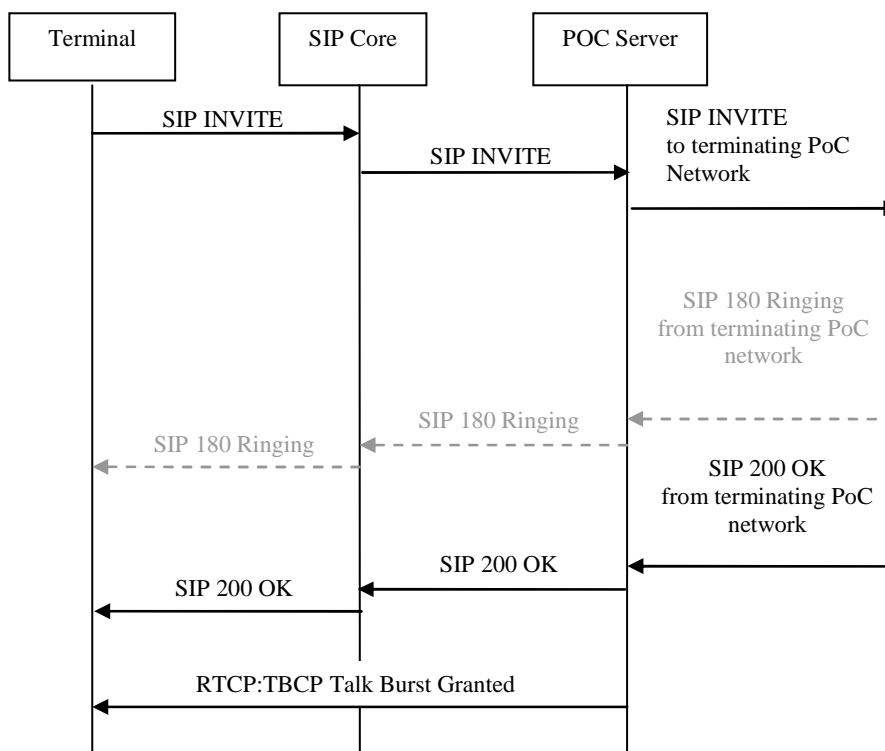 Terminal
SIP Core
POC Server
SIP INVITE
SIP INVITE
SIP INVITE
to terminating PoC
Network
SIP 180 Ringing
from terminating PoC
network
SIP 180 Ringing
SIP 180 Ringing
SIP 200 OK
from terminating PoC
network
SIP 200 OK
SIP 200 OK
RTCP:TBCP Talk Burst Granted